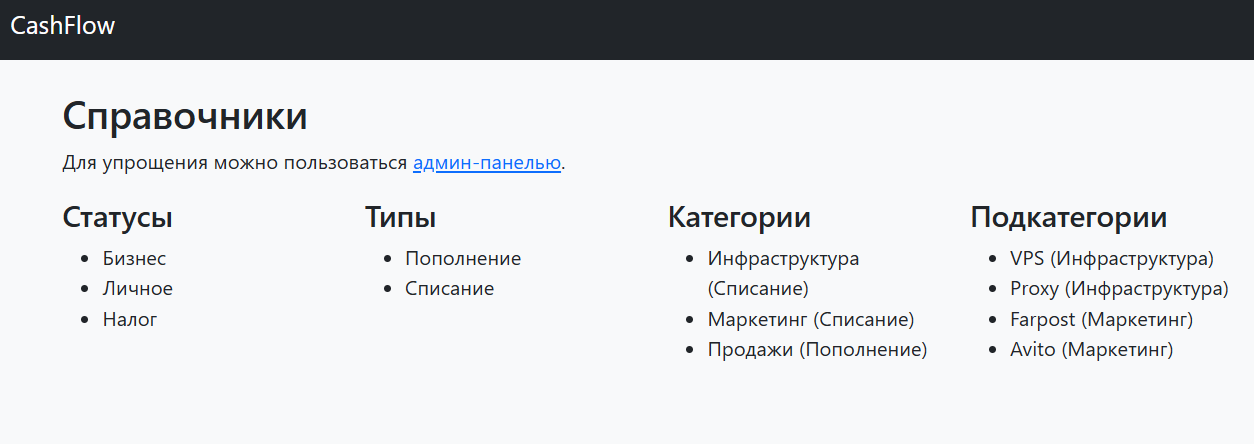 CashFlow
Справочники
Для упрощения можно пользоваться админ-панелью.
Статусы
Бизнес
Личное
Налог
Типы
Пополнение
Списание
Категории
Инфраструктура
(Списание)
Маркетинг (Списание)
Продажи (Пополнение)
Подкатегории
VPS (Инфраструктура)
Proxy (Инфраструктура)
Farpost (Маркетинг)
Avito (Маркетинг)